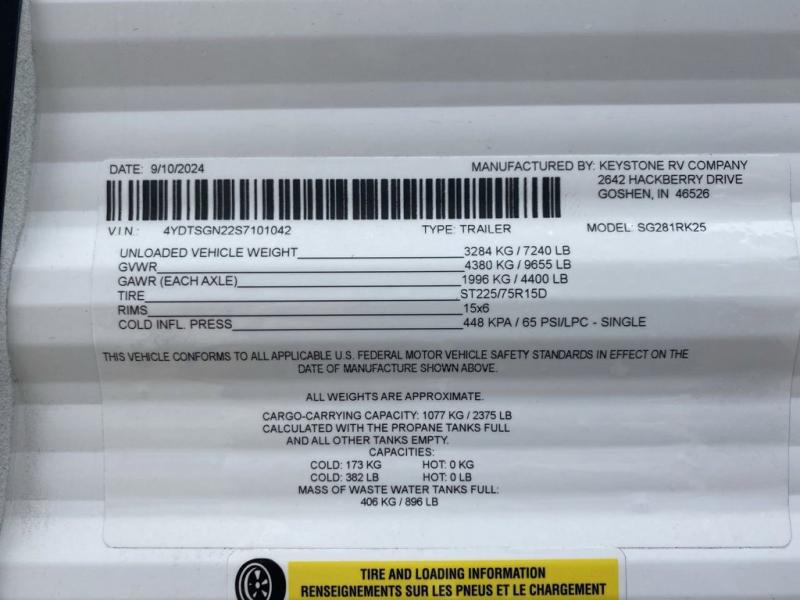 DATE: 9/10/2024 MANUFACTURED BY: KEYSTONE RV COMPANY
2642 HACKBERRY DRIVE
GOSHEN, IN 46526
V.I.N.: 4YDTSGN22S7101042 TYPE: TRAILER MODEL: SG281RK25
UNLOADED VEHICLE WEIGHT 3284 KG / 7240 LB
GVWR 4380 KG / 9655 LB
GAWR (EACH AXLE) 1996 KG / 4400 LB
TIRE ST225/75R15D
RIMS 15x6
COLD INFL. PRESS 448 KPA / 65 PSI/LPC - SINGLE
THIS VEHICLE CONFORMS TO ALL APPLICABLE U.S. FEDERAL MOTOR VEHICLE SAFETY STANDARDS IN EFFECT ON THE
DATE OF MANUFACTURE SHOWN ABOVE.
ALL WEIGHTS ARE APPROXIMATE.
CARGO-CARRYING CAPACITY: 1077 KG / 2375 LB
CALCULATED WITH THE PROPANE TANKS FULL
AND ALL OTHER TANKS EMPTY.
CAPACITIES:
COLD: 173 KG HOT: 0 KG
COLD: 382 LB HOT: 0 LB
MASS OF WASTE WATER TANKS FULL:
406 KG / 896 LB
TIRE AND LOADING INFORMATION
RENSEIGNEMENTS SUR LES PNEUS ET LE CHARGEMENT